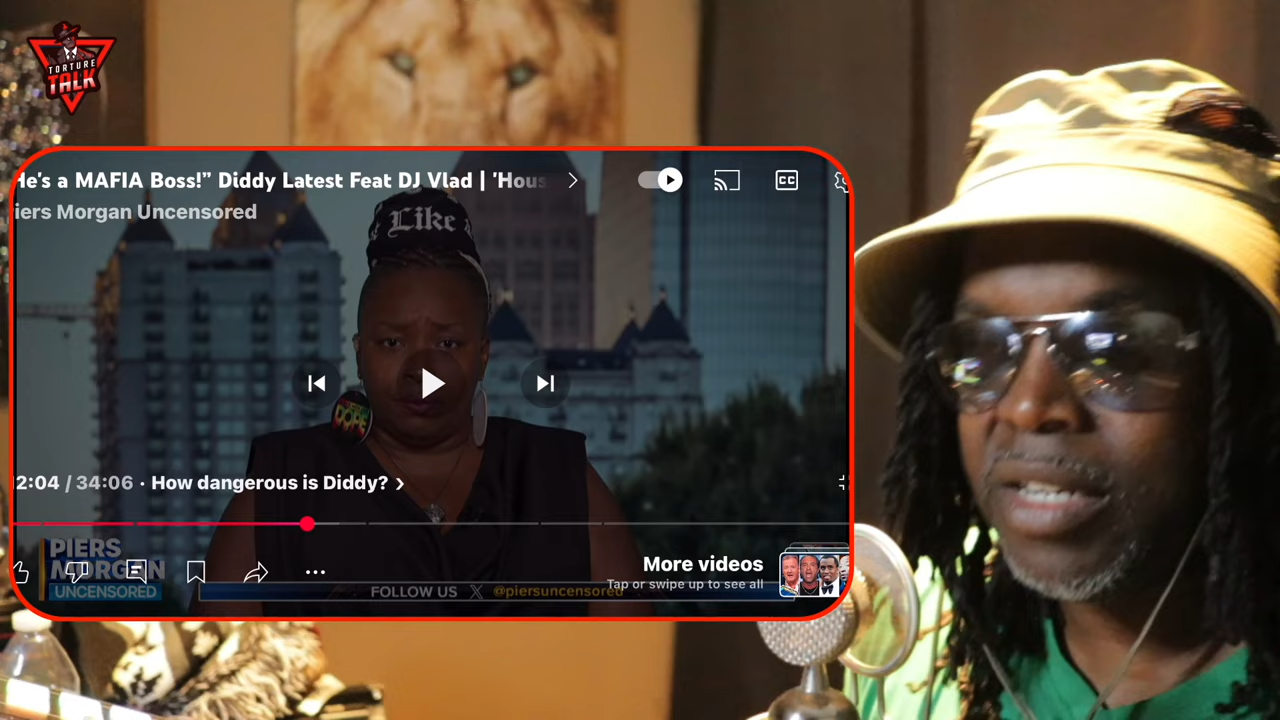 TORTURE
TALK
He's a MAFIA Boss!” Diddy Latest Feat DJ Vlad | 'Hous
iers Morgan Uncensored
CC
Like
DOPE
2:04 / 34:06 · How dangerous is Diddy? ›
PIERS
MORGAN
UNCENSORED
More videos
Tap or swipe up to see all
FOLLOW US X @piersuncensored